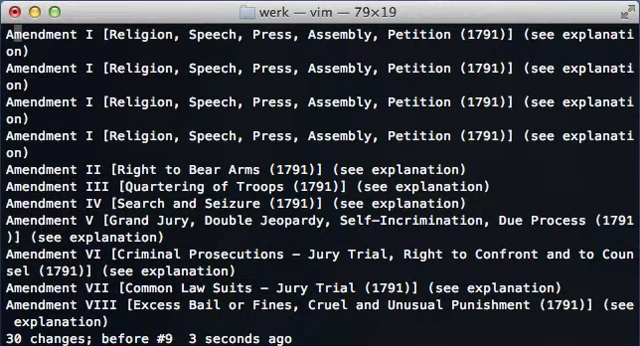 werk — vim — 79×19
Amendment I [Religion, Speech, Press, Assembly, Petition (1791)] (see explanati
on)
Amendment I [Religion, Speech, Press, Assembly, Petition (1791)] (see explanati
on)
Amendment I [Religion, Speech, Press, Assembly, Petition (1791)] (see explanati
on)
Amendment I [Religion, Speech, Press, Assembly, Petition (1791)] (see explanati
on)
Amendment II [Right to Bear Arms (1791)] (see explanation)
Amendment III [Quartering of Troops (1791)] (see explanation)
Amendment IV [Search and Seizure (1791)] (see explanation)
Amendment V [Grand Jury, Double Jeopardy, Self-Incrimination, Due Process (1791
)] (see explanation)
Amendment VI [Criminal Prosecutions – Jury Trial, Right to Confront and to Coun
sel (1791)] (see explanation)
Amendment VII [Common Law Suits – Jury Trial (1791)] (see explanation)
Amendment VIII [Excess Bail or Fines, Cruel and Unusual Punishment (1791)] (see
explanation)
30 changes; before #9  3 seconds ago